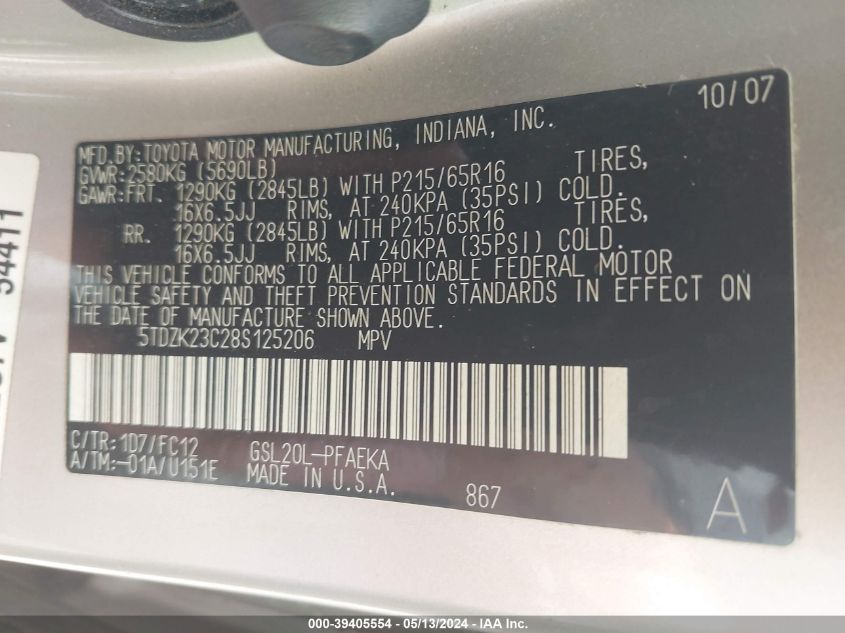 10/07
MFD.BY:TOYOTA MOTOR MANUFACTURING, INDIANA, INC.
GVWR:2580KG (5690LB)
GAWR:FRT. 1290KG (2845LB) WITH P215/65R16 TIRES,
16X6.5JJ RIMS, AT 240KPA (35PSI) COLD.
RR. 1290KG (2845LB) WITH P215/65R16 TIRES,
16X6.5JJ RIMS, AT 240KPA (35PSI) COLD.
THIS VEHICLE CONFORMS TO ALL APPLICABLE FEDERAL MOTOR
VEHICLE SAFETY AND THEFT PREVENTION STANDARDS IN EFFECT ON
THE DATE OF MANUFACTURE SHOWN ABOVE.
5TDZK23C28S125206 MPV
C/TR:1D7/FC12 GSL20L-PFAEKA
A/TM:-01A/U151E MADE IN U.S.A.
867
A
54411
000-39405554 - 05/13/2024 - IAA Inc.